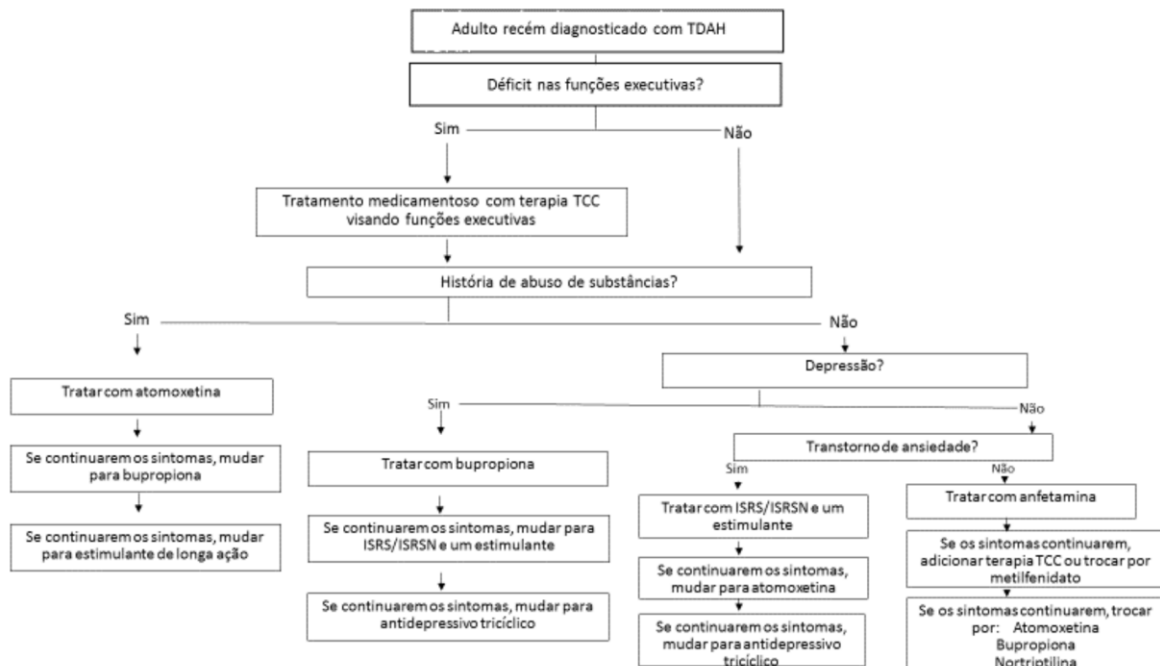 Adulto recém diagnosticado com TDAH
Déficit nas funções executivas?
Sim
Não
Tratamento medicamentoso com terapia TCC
visando funções executivas
História de abuso de substâncias?
Sim
Não
Depressão?
Tratar com atomoxetina
Sim
Não
Se continuarem os sintomas, mudar
para bupropiona
Tratar com bupropiona
Transtorno de ansiedade?
Sim
Não
Se continuarem os sintomas, mudar
para estimulante de longa ação
Se continuarem os sintomas, mudar para
ISRS/ISRSN e um estimulante
Se continuarem os sintomas, mudar para
antidepressivo tricíclico
Tratar com ISRS/ISRSN e um
estimulante
Se continuarem os sintomas,
mudar para atomoxetina
Se continuarem os sintomas,
mudar para antidepressivo
tricíclico
Tratar com anfetamina
Se os sintomas continuarem,
adicionar terapia TCC ou trocar por
metilfenidato
Se os sintomas continuarem, trocar
por: Atomoxetina
Bupropiona
Nortriptilina